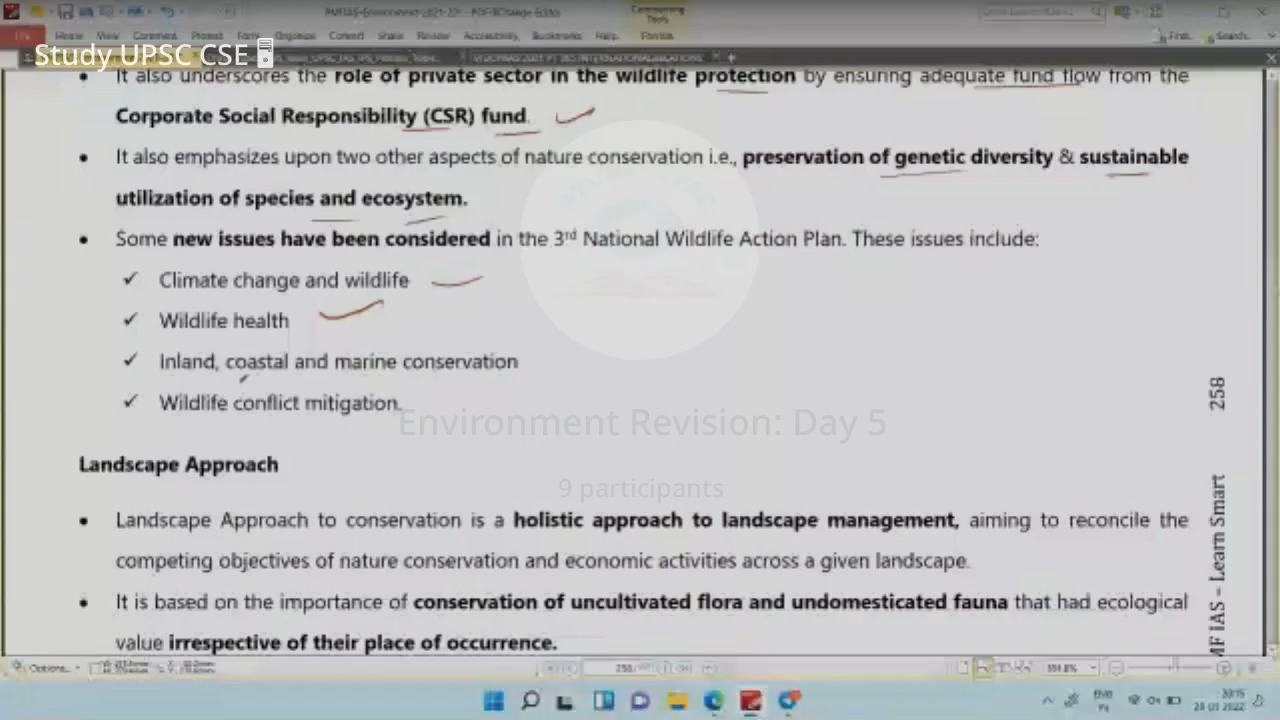 Study UPSC CSE
It also underscores the role of private sector in the wildlife protection by ensuring adequate fund flow from the
Corporate Social Responsibility (CSR) fund.
It also emphasizes upon two other aspects of nature conservation i.e., preservation of genetic diversity & sustainable
utilization of species and ecosystem.
Some new issues have been considered in the 3rd National Wildlife Action Plan. These issues include:
✓ Climate change and wildlife
✓ Wildlife health
✓ Inland, coastal and marine conservation
✓ Wildlife conflict mitigation.
Environment Revision: Day 5
9 participants
Landscape Approach
Landscape Approach to conservation is a holistic approach to landscape management, aiming to reconcile the
competing objectives of nature conservation and economic activities across a given landscape.
It is based on the importance of conservation of uncultivated flora and undomesticated fauna that had ecological
value irrespective of their place of occurrence.
258
IAS – Learn Smart